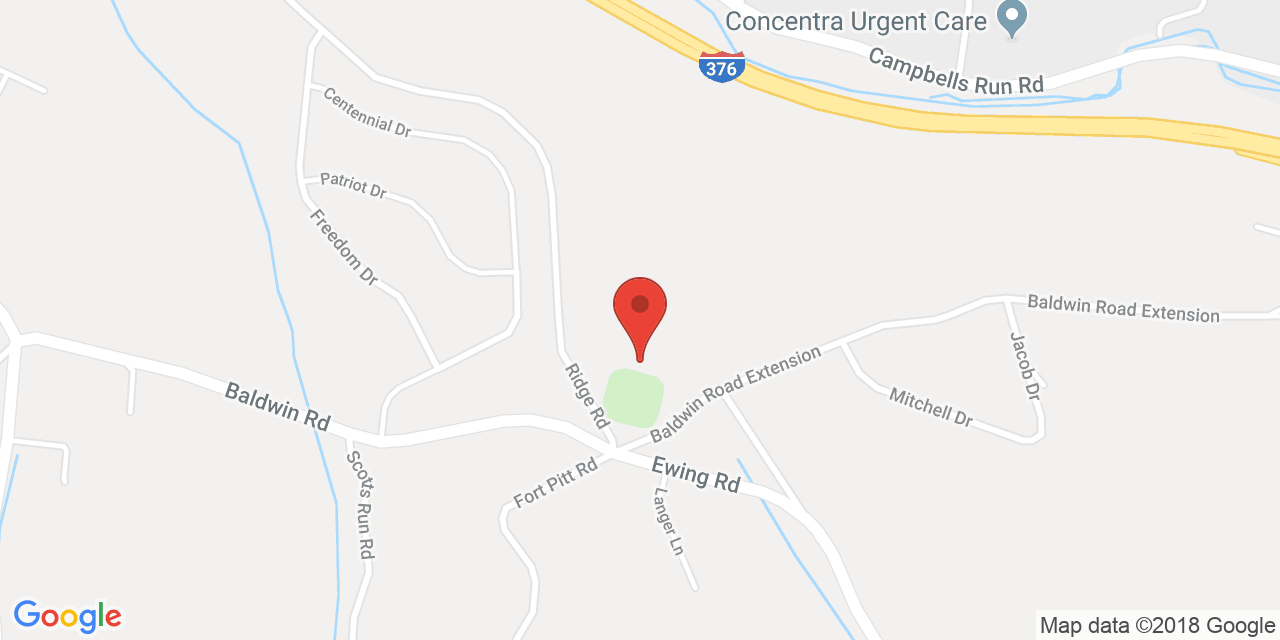 Concentra Urgent Care
376
Campbells Run Rd
Centennial Dr
Patriot Dr
Freedom Dr
Baldwin Road Extension
Jacob Dr
Baldwin Road Extension
Ridge Rd
Mitchell Dr
Baldwin Rd
Ewing Rd
Fort Pitt Rd
Scotts Run Rd
Langer Ln
Google
Map data ©2018 Google